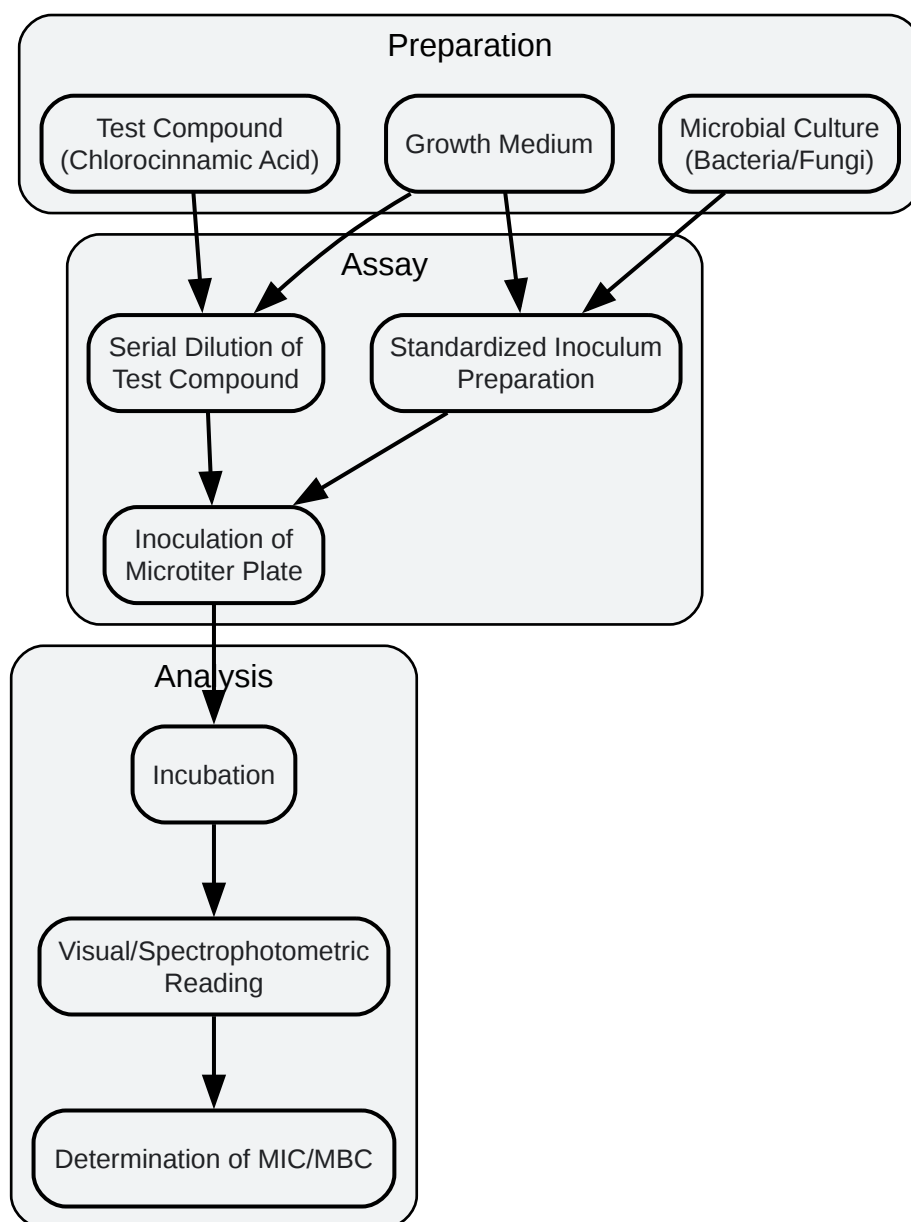 Preparation
Test Compound
(Chlorocinnamic Acid)
Growth Medium
Microbial Culture
(Bacteria/Fungi)
Assay
Serial Dilution of
Test Compound
Standardized Inoculum
Preparation
Inoculation of
Microtiter Plate
Analysis
Incubation
Visual/Spectrophotometric
Reading
Determination of MIC/MBC